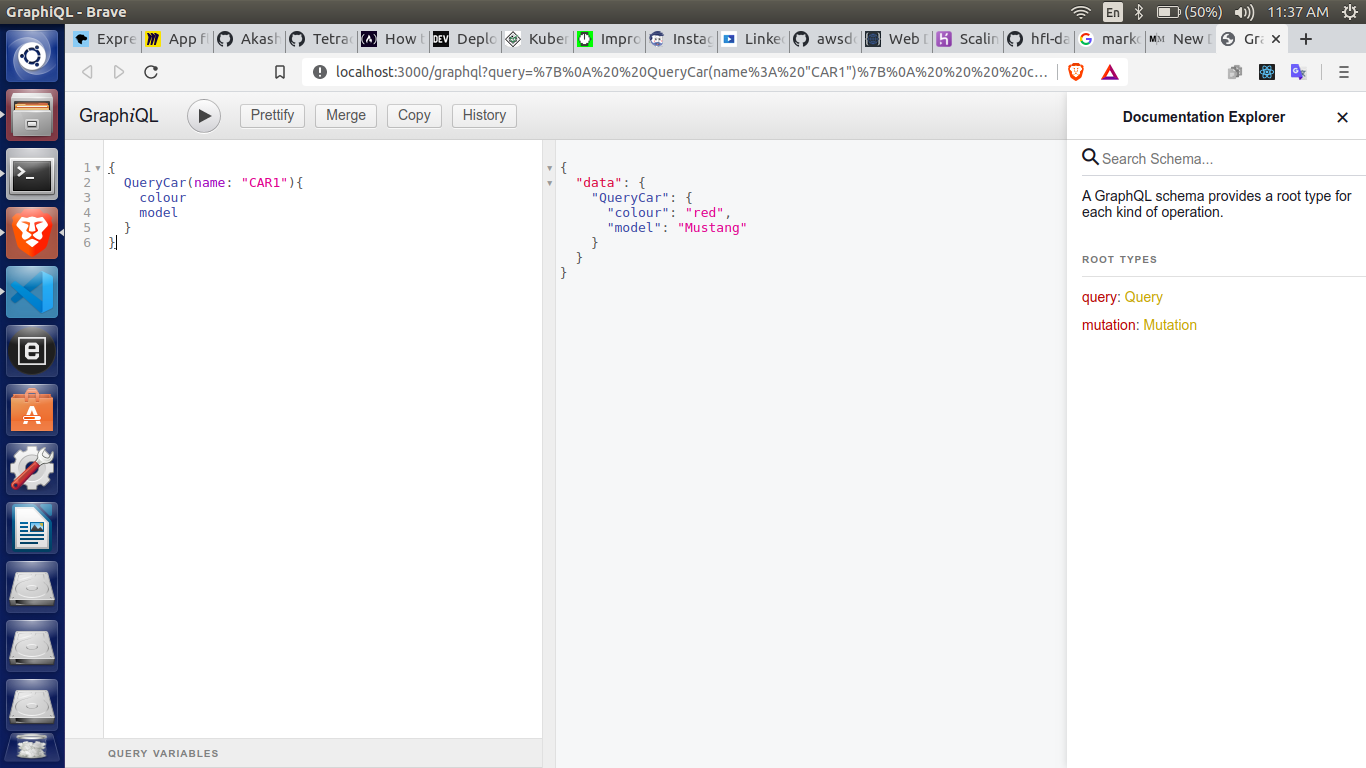 GraphiQL - Brave
En
(50%)
11:37 AM
Expre
App f
Akash
Tetra
How t
DEV
Deplo
Kuber
Impro
Instag
Linke
awsdo
Web D
Scalin
hfl-da
marko
New D
Gra
localhost:3000/graphql?query=%7B%0A%20%20QueryCar(name%3A%20"CAR1")%7B%0A%20%20%20%20c...
GraphiQL
Prettify
Merge
Copy
History
Documentation Explorer
1 {
2 QueryCar(name: "CAR1"){
3 colour
4 model
5 }
6 }
{
"data": {
"QueryCar": {
"colour": "red",
"model": "Mustang"
}
}
}
Search Schema...
A GraphQL schema provides a root type for
each kind of operation.
ROOT TYPES
query: Query
mutation: Mutation
QUERY VARIABLES